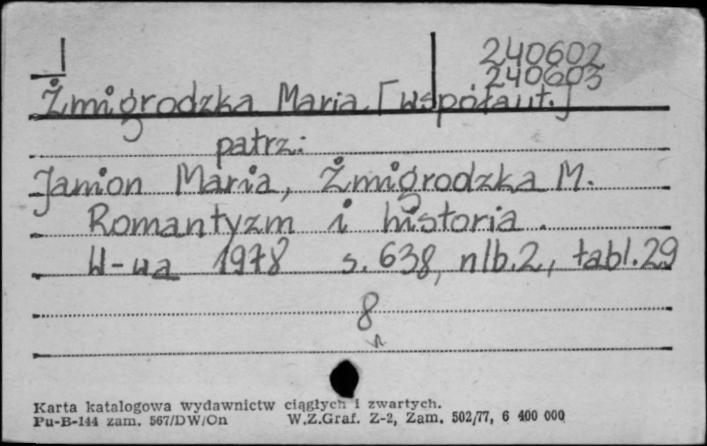 240602
240603
Żmigrodzka Maria [współaut.]
patrz:
Janion Maria, Żmigrodzka M.
Romantyzm i historia.
W-wa 1978 s. 638, nlb.2, tabl.29
8
Karta katalogowa wydawnictw ciągłych i zwartych.
Pu-B-144 zam. 567/DW/On W.Z.Graf. Z-2, Zam. 502/77, 6 400 000